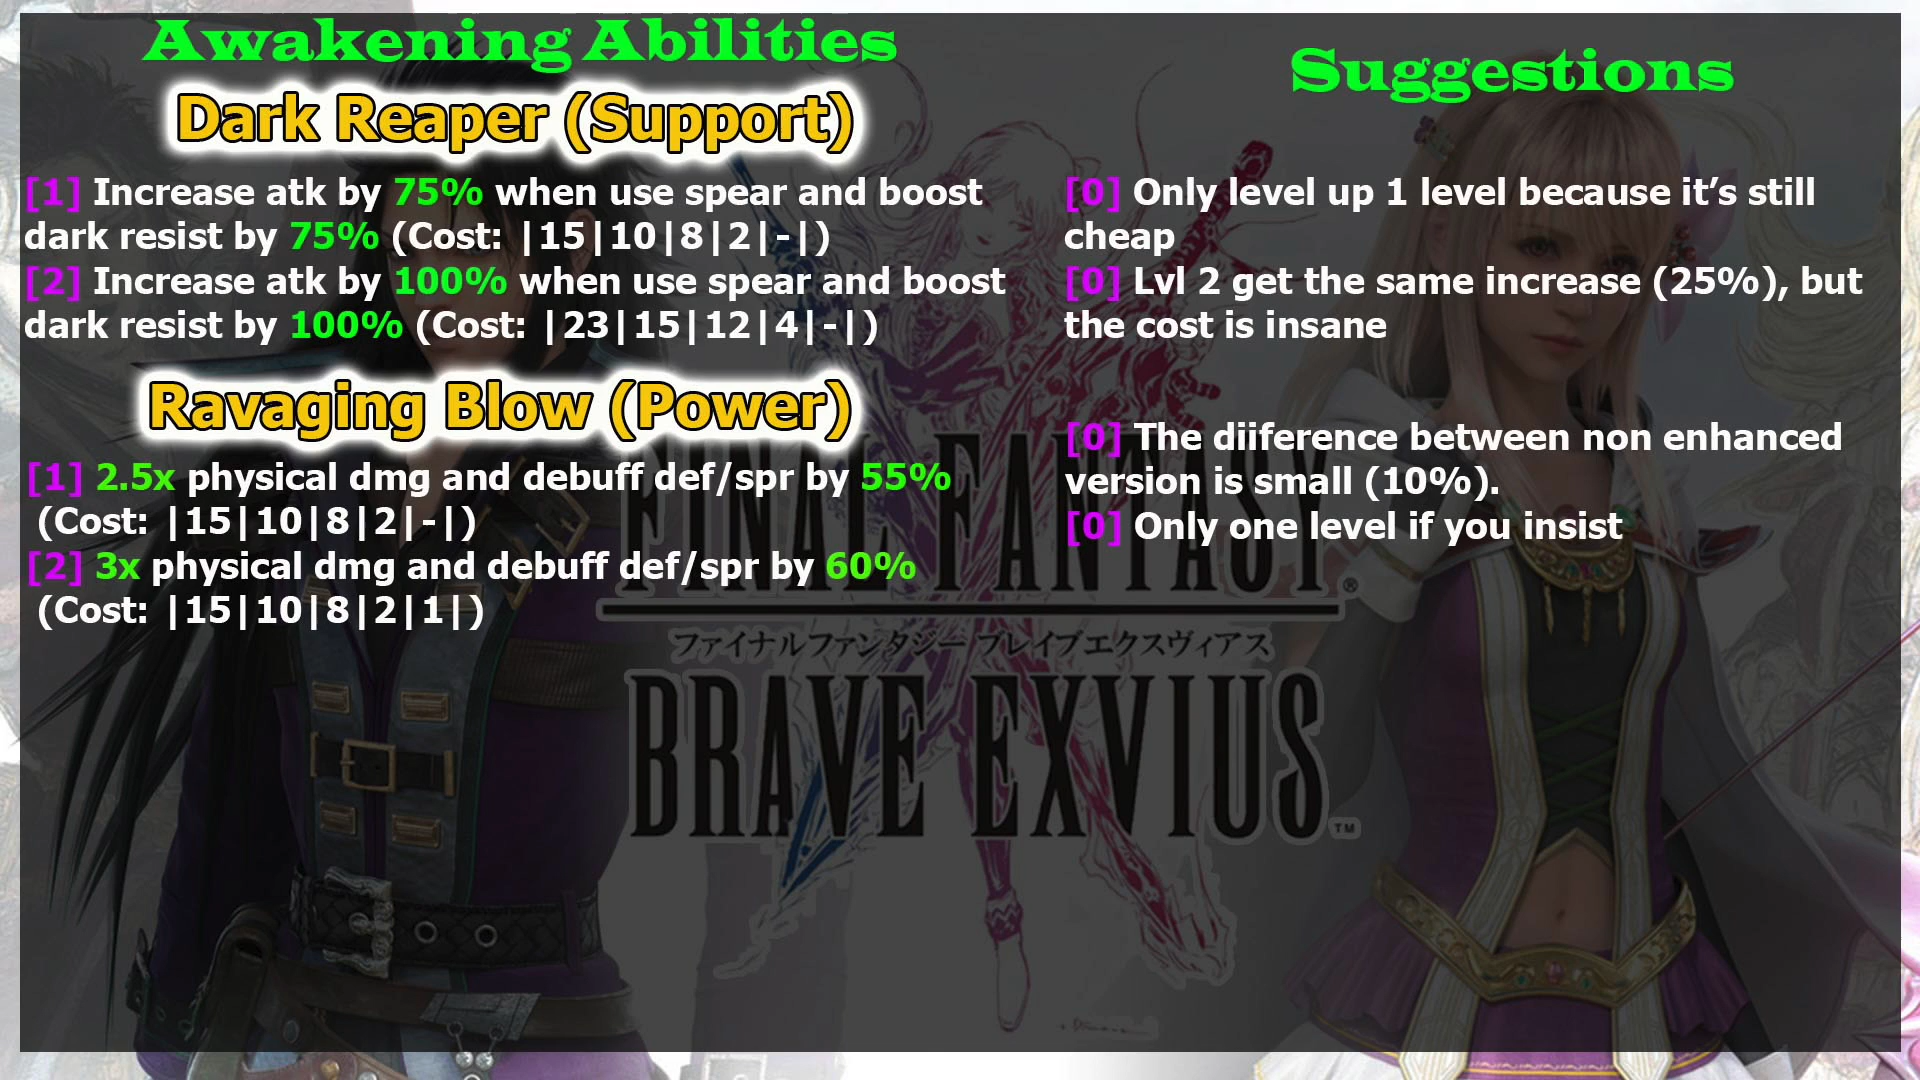 Awakening Abilities
Dark Reaper (Support)
[1] Increase atk by 75% when use spear and boost
dark resist by 75% (Cost: |15|10|8|2|-|)
[2] Increase atk by 100% when use spear and boost
dark resist by 100% (Cost: |23|15|12|4|-|)
Ravaging Blow (Power)
[1] 2.5x physical dmg and debuff def/spr by 55%
(Cost: |15|10|8|2|-|)
[2] 3x physical dmg and debuff def/spr by 60%
(Cost: |15|10|8|2|1|)
Suggestions
[0] Only level up 1 level because it’s still
cheap
[0] Lvl 2 get the same increase (25%), but
the cost is insane
[0] The diiference between non enhanced
version is small (10%).
[0] Only one level if you insist
FINAL FANTASY®
ファイナルファンタジー ブレイブエクスヴィアス
BRAVE EXVIUS™